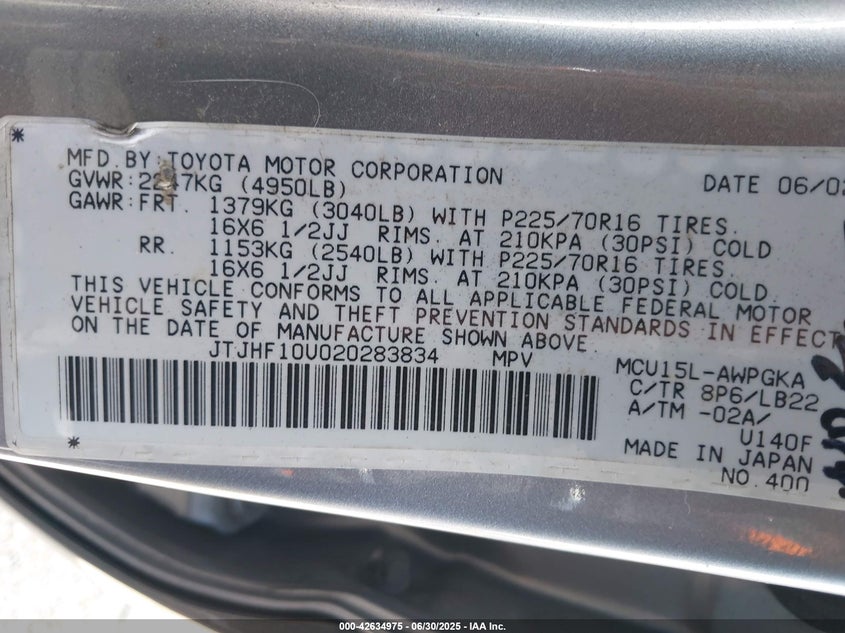 *
MFD. BY: TOYOTA MOTOR CORPORATION DATE 06/02
GVWR: 2247KG (4950LB)
GAWR: FRT. 1379KG (3040LB) WITH P225/70R16 TIRES.
16X6 1/2JJ RIMS. AT 210KPA (30PSI) COLD
RR. 1153KG (2540LB) WITH P225/70R16 TIRES.
16X6 1/2JJ RIMS. AT 210KPA (30PSI) COLD.
THIS VEHICLE CONFORMS TO ALL APPLICABLE FEDERAL MOTOR
VEHICLE SAFETY AND THEFT PREVENTION STANDARDS IN EFFECT
ON THE DATE OF MANUFACTURE SHOWN ABOVE.
JTJHF10U020283834 MPV
MCU15L-AWPGKA
C/TR 8P6/LB22
A/TM -02A/
U140F
MADE IN JAPAN
*
NO.400
000-42634975 - 06/30/2025 - IAA Inc.